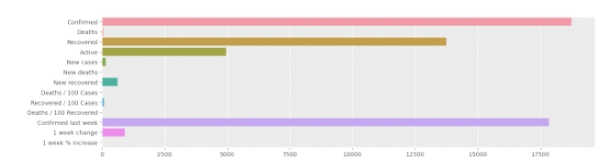 Confirmed
Deaths
Recovered
Active
New cases
New deaths
New recovered
Deaths / 100 Cases
Recovered / 100 Cases
Deaths / 100 Recovered
Confirmed last week
1 week change
1 week % increase
0 2500 5000 7500 10000 12500 15000 17500